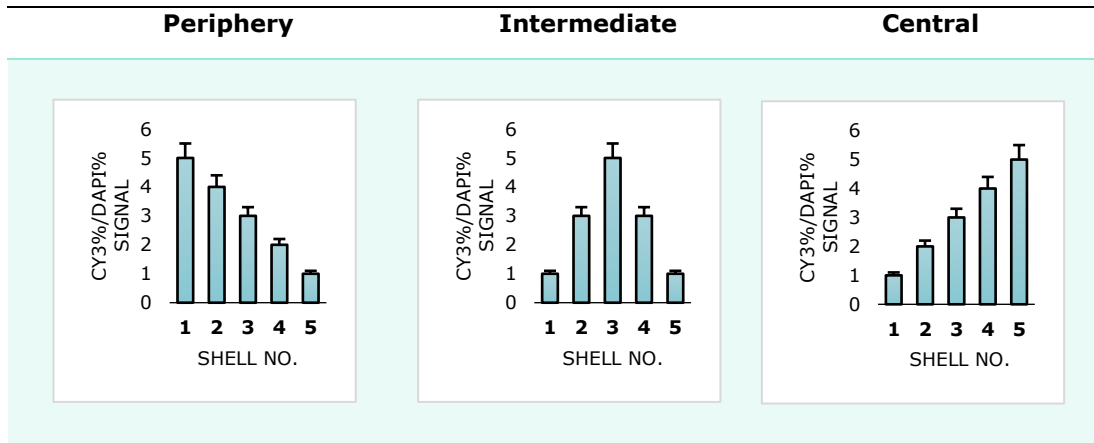 Periphery
Intermediate
Central
CY3%/DAPI%
SIGNAL
6
5
4
3
2
1
0
1 2 3 4 5
SHELL NO.
CY3%/DAPI%
SIGNAL
6
5
4
3
2
1
0
1 2 3 4 5
SHELL NO.
CY3%/DAPI%
SIGNAL
6
5
4
3
2
1
0
1 2 3 4 5
SHELL NO.